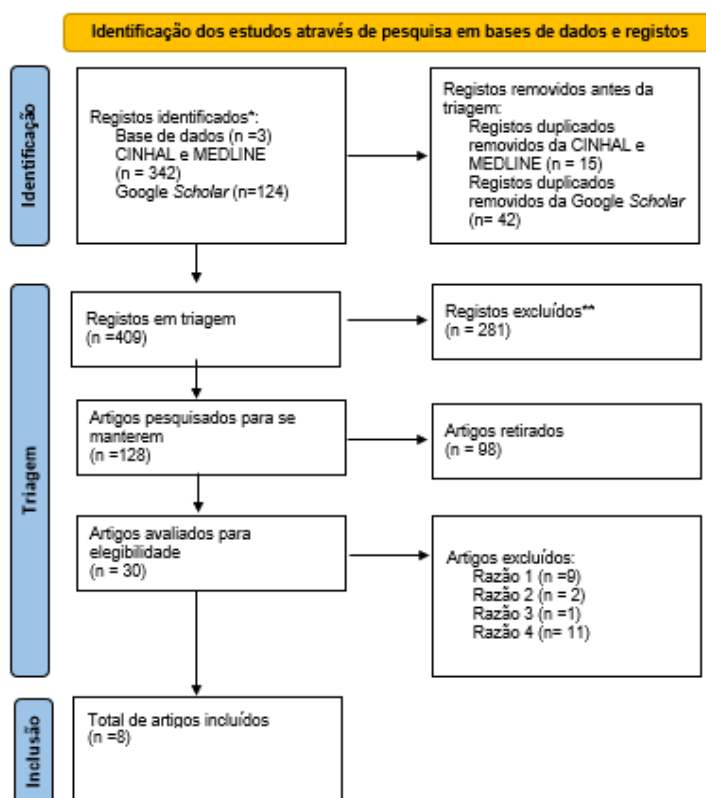 Identificação dos estudos através de pesquisa em bases de dados e registos
Identificação
Registos identificados*:
Base de dados (n =3)
CINHAL e MEDLINE
(n = 342)
Google Scholar (n=124)
Registos removidos antes da
triagem:
Registos duplicados
removidos da CINHAL e
MEDLINE (n = 15)
Registos duplicados
removidos da Google Scholar
(n= 42)
Triagem
Registos em triagem
(n =409)
Registos excluídos**
(n = 281)
Artigos pesquisados para se
manterem
(n =128)
Artigos retirados
(n = 98)
Artigos avaliados para
elegibilidade
(n = 30)
Artigos excluídos:
Razão 1 (n =9)
Razão 2 (n = 2)
Razão 3 (n =1)
Razão 4 (n= 11)
Inclusão
Total de artigos incluídos
(n =8)